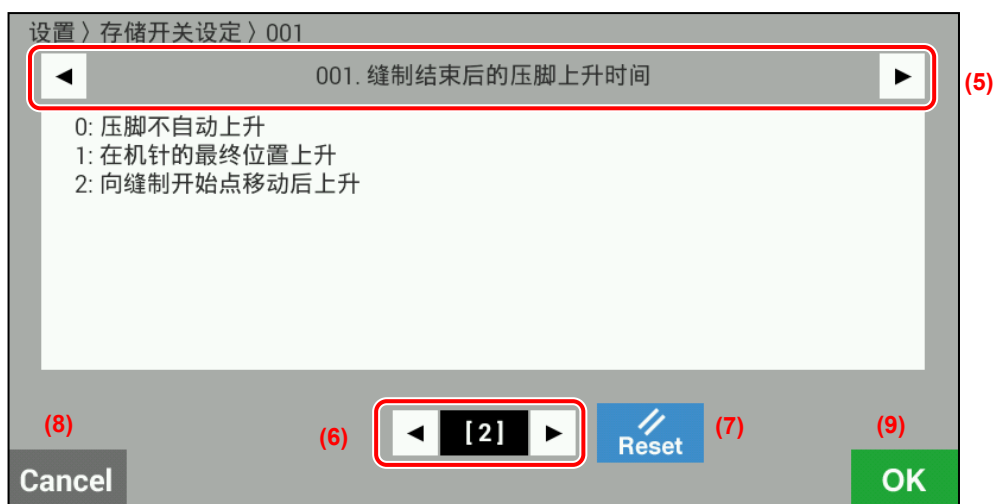 设置〉存储开关设定〉001
◄ 001. 缝制结束后的压脚上升时间 ►
(5)
0: 压脚不自动上升
1: 在机针的最终位置上升
2: 向缝制开始点移动后上升
(8)
(6)
◄ [2] ►
Reset
(7)
(9)
Cancel
OK